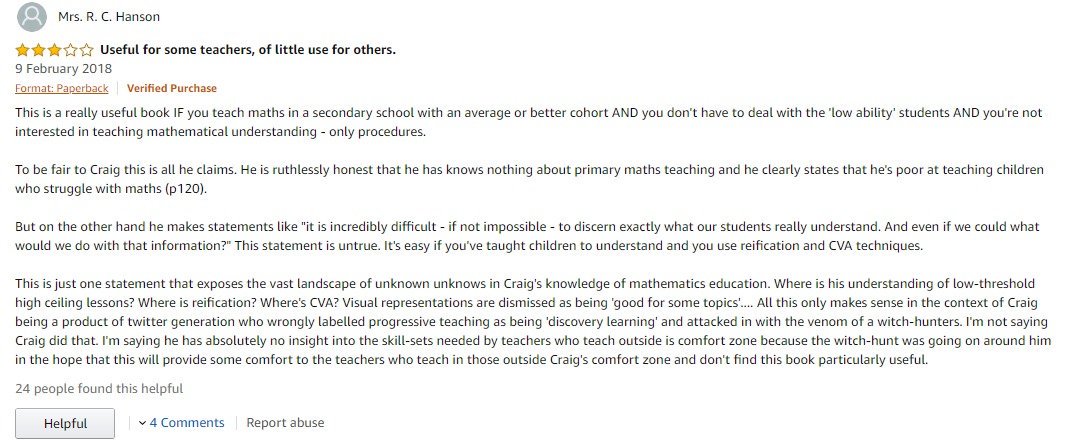 Mrs. R. C. Hanson
Useful for some teachers, of little use for others.
9 February 2018
Format: Paperback | Verified Purchase
This is a really useful book IF you teach maths in a secondary school with an average or better cohort AND you don't have to deal with the 'low ability' students AND you're not
interested in teaching mathematical understanding - only procedures.
To be fair to Craig this is all he claims. He is ruthlessly honest that he has knows nothing about primary maths teaching and he clearly states that he's poor at teaching children
who struggle with maths (p120).
But on the other hand he makes statements like "it is incredibly difficult - if not impossible - to discern exactly what our students really understand. And even if we could what
would we do with that information?" This statement is untrue. It's easy if you've taught children to understand and you use reification and CVA techniques.
This is just one statement that exposes the vast landscape of unknown unknows in Craig's knowledge of mathematics education. Where is his understanding of low-threshold
high ceiling lessons? Where is reification? Where's CVA? Visual representations are dismissed as being 'good for some topics'.... All this only makes sense in the context of Craig
being a product of twitter generation who wrongly labelled progressive teaching as being 'discovery learning' and attacked in with the venom of a witch-hunters. I'm not saying
Craig did that. I'm saying he has absolutely no insight into the skill-sets needed by teachers who teach outside is comfort zone because the witch-hunt was going on around him
in the hope that this will provide some comfort to the teachers who teach in those outside Craig's comfort zone and don't find this book particularly useful.
24 people found this helpful
Helpful | 4 Comments | Report abuse